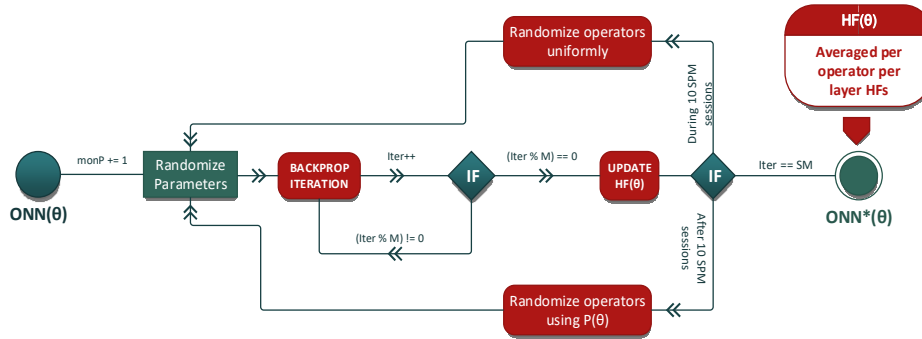 Randomize operators
uniformly
HF(θ)
Averaged per
operator per
layer HFs
During 10 SPM
sessions
monP += 1
Randomize
Parameters
BACKPROP
ITERATION
Iter++
IF
(Iter % M) == 0
UPDATE
HF(θ)
IF
Iter == SM
ONN(θ)
ONN*(θ)
(Iter % M) != 0
After 10 SPM
sessions
Randomize operators
using P(θ)